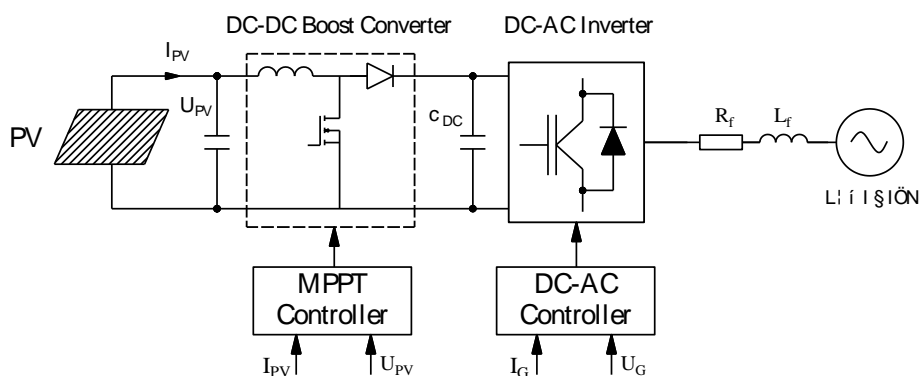 DC-DC Boost Converter
DC-AC Inverter
I_PV
U_PV
PV
C_DC
R_f
L_f
L¦ í I § IÖN
MPPT
Controller
DC-AC
Controller
I_PV
U_PV
I_G
U_G